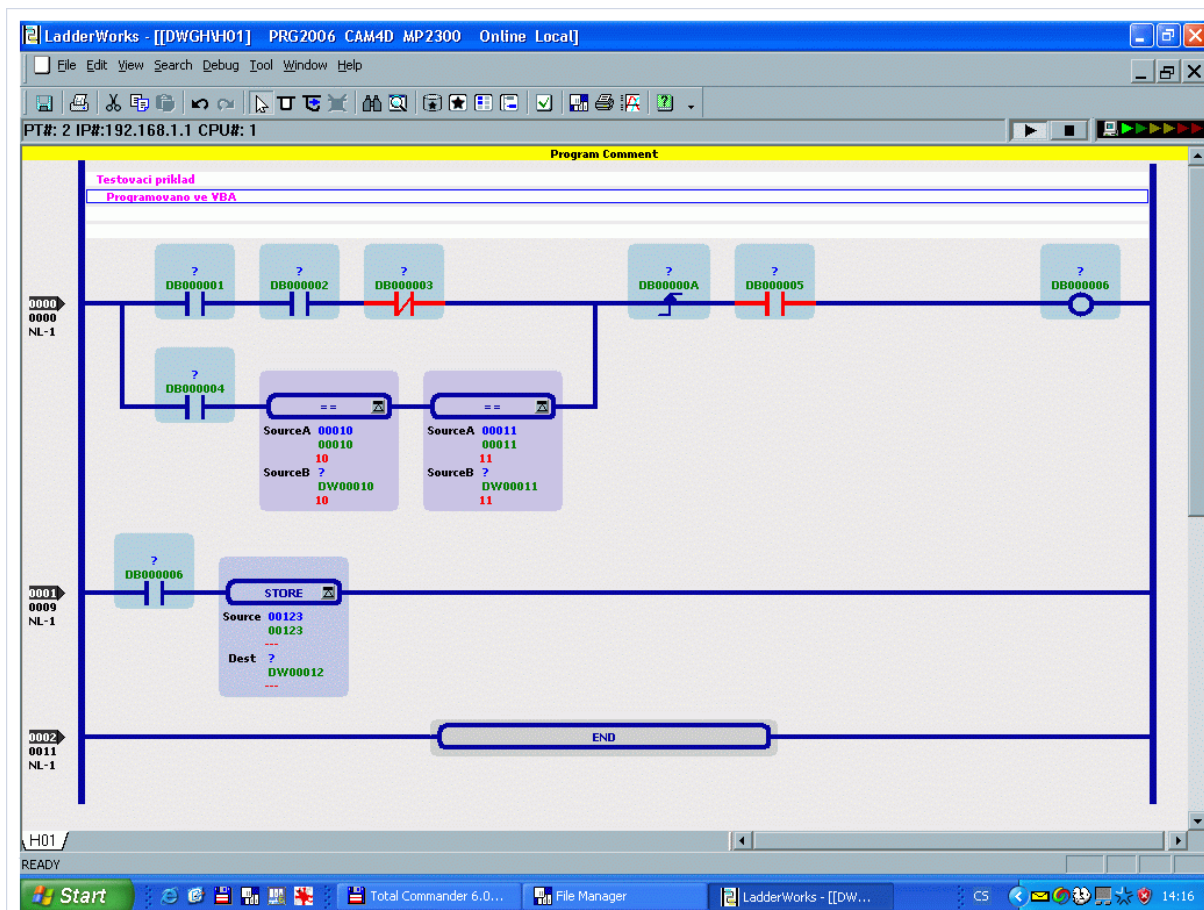 LadderWorks - [[DWGH\H01]   PRG2006  CAM4D  MP2300   Online  Local]
File Edit View Search Debug Tool Window Help
PT#: 2 IP#:192.168.1.1 CPU#: 1
Program Comment
Testovaci priklad
Programovano ve VBA
? ? ? ? ? ?
DB000001 DB000002 DB000003 DB00000A DB000005 DB000006
0000
0000
NL-1
?
DB000004
== ==
SourceA 00010 SourceA 00011
00010 00011
10 11
SourceB ? SourceB ?
DW00010 DW00011
10 11
?
DB000006
0001 STORE
0009
NL-1
Source 00123
00123
---
Dest ?
DW00012
---
0002 END
0011
NL-1
H01
READY
Start Total Commander 6.0... File Manager LadderWorks - [[DW... CS 14:16